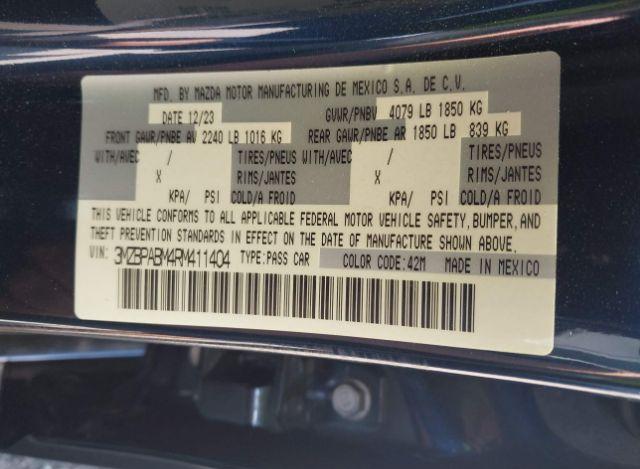 MFD. BY MAZDA MOTOR MANUFACTURING DE MEXICO S.A. DE C.V.
DATE 12/23 GVWR/PNBV 4079 LB 1850 KG
FRONT GAWR/PNBE AV 2240 LB 1016 KG REAR GAWR/PNBE AR 1850 LB 839 KG
WITH/AVEC / TIRES/PNEUS WITH/AVEC / TIRES/PNEUS
X RIMS/JANTES X RIMS/JANTES
KPA/ PSI COLD/A FROID KPA/ PSI COLD/A FROID
THIS VEHICLE CONFORMS TO ALL APPLICABLE FEDERAL MOTOR VEHICLE SAFETY, BUMPER, AND
THEFT PREVENTION STANDARDS IN EFFECT ON THE DATE OF MANUFACTURE SHOWN ABOVE.
VIN: 3MZBPABM4RM411404 TYPE:PASS CAR COLOR CODE:42M MADE IN MEXICO